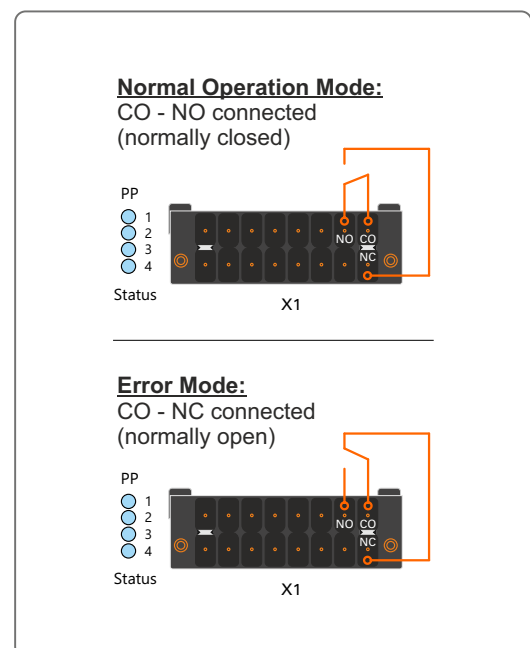 Normal Operation Mode:
CO - NO connected
(normally closed)
PP
1
2
3
4
Status
NO CO
NC
X1
Error Mode:
CO - NC connected
(normally open)
PP
1
2
3
4
Status
NO CO
NC
X1